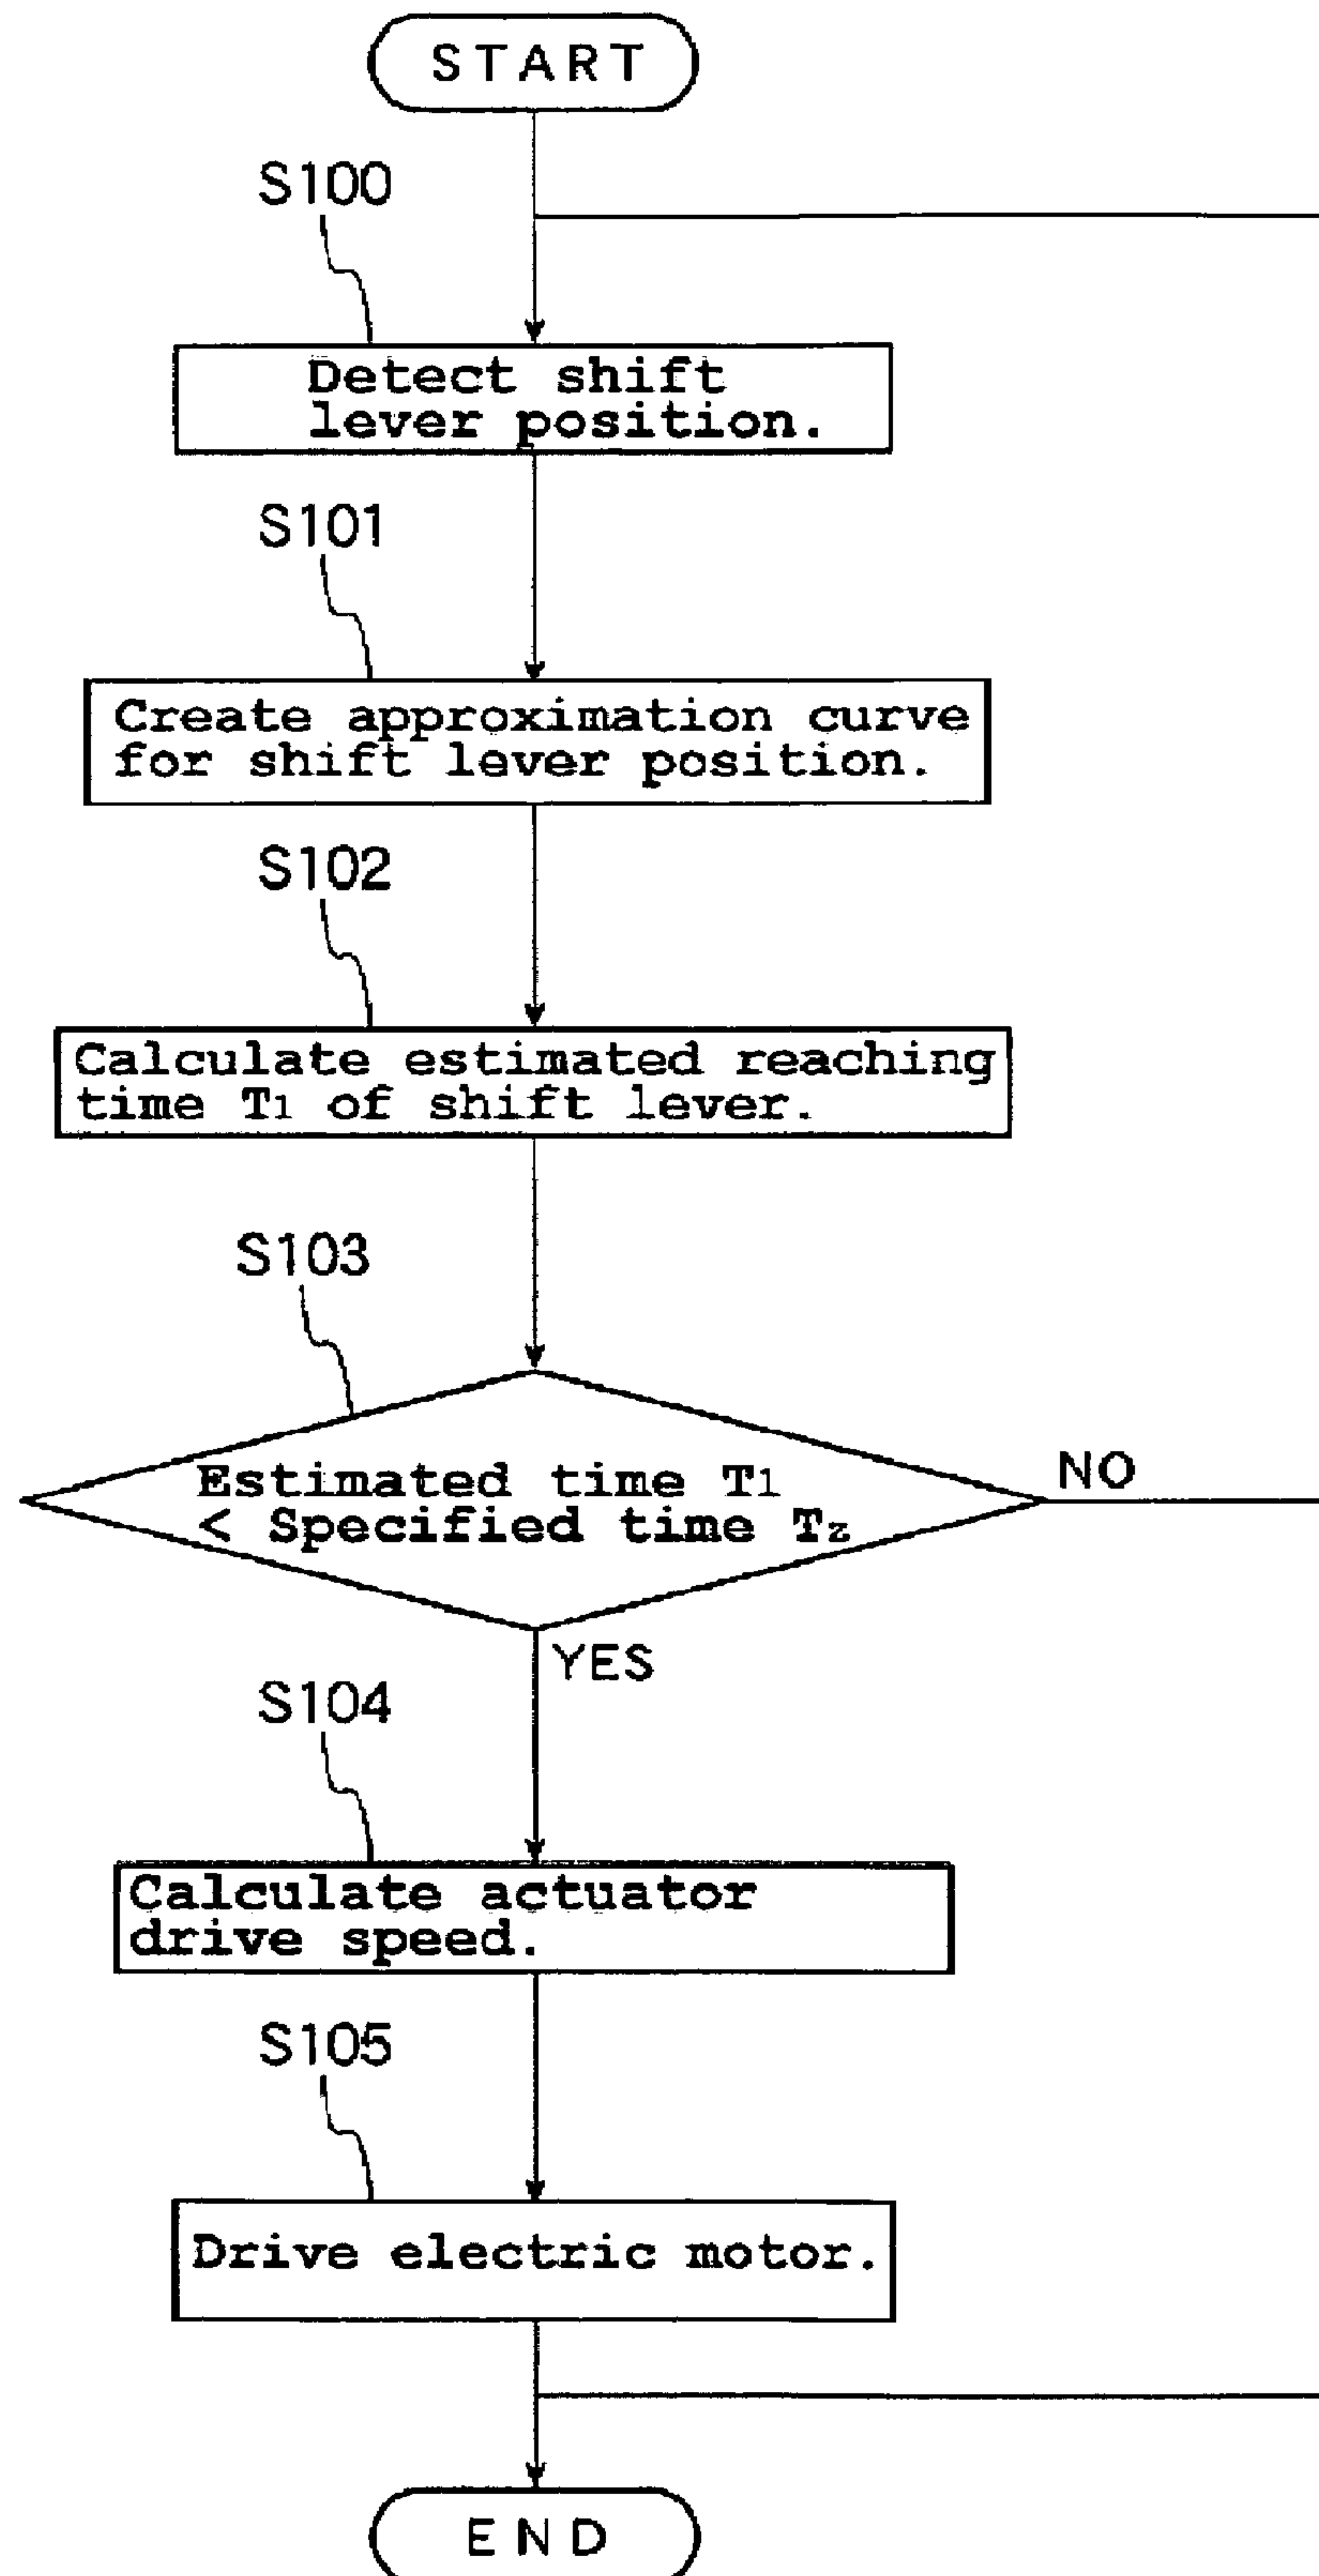 START
S100
Detect shift
lever position.
S101
Create approximation curve
for shift lever position.
S102
Calculate estimated reaching
time T1 of shift lever.
S103
Estimated time T1
< Specified time Tz
NO
YES
S104
Calculate actuator
drive speed.
S105
Drive electric motor.
END